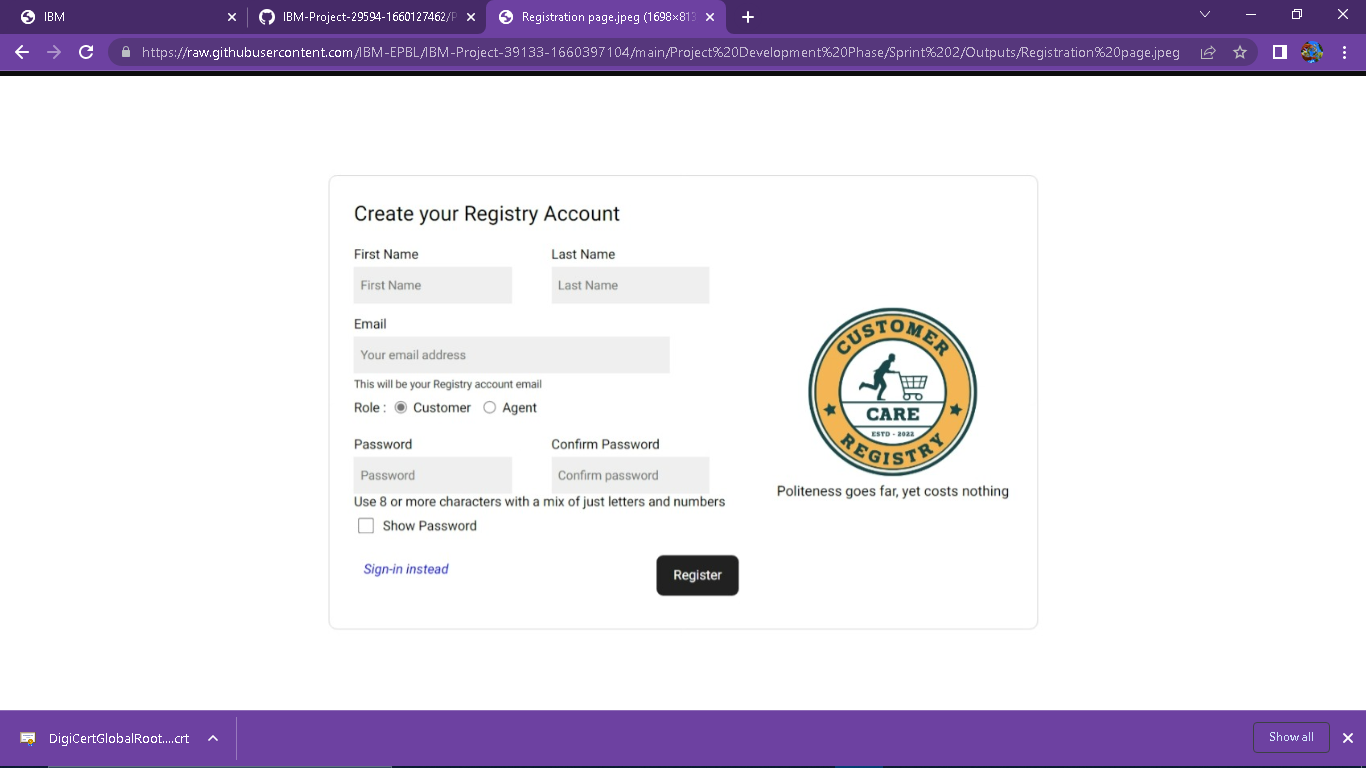 IBM
IBM-Project-29594-1660127462/P
Registration page.jpeg (1698×813
https://raw.githubusercontent.com/IBM-EPBL/IBM-Project-39133-1660397104/main/Project%20Development%20Phase/Sprint%202/Outputs/Registration%20page.jpeg
Create your Registry Account
First Name Last Name
First Name Last Name
Email
Your email address
This will be your Registry account email
Role : Customer Agent
Password Confirm Password
Password Confirm password
Use 8 or more characters with a mix of just letters and numbers
Show Password
Sign-in instead
Register
CUSTOMER
CARE
ESTD - 2022
REGISTRY
Politeness goes far, yet costs nothing
DigiCertGlobalRoot....crt
Show all